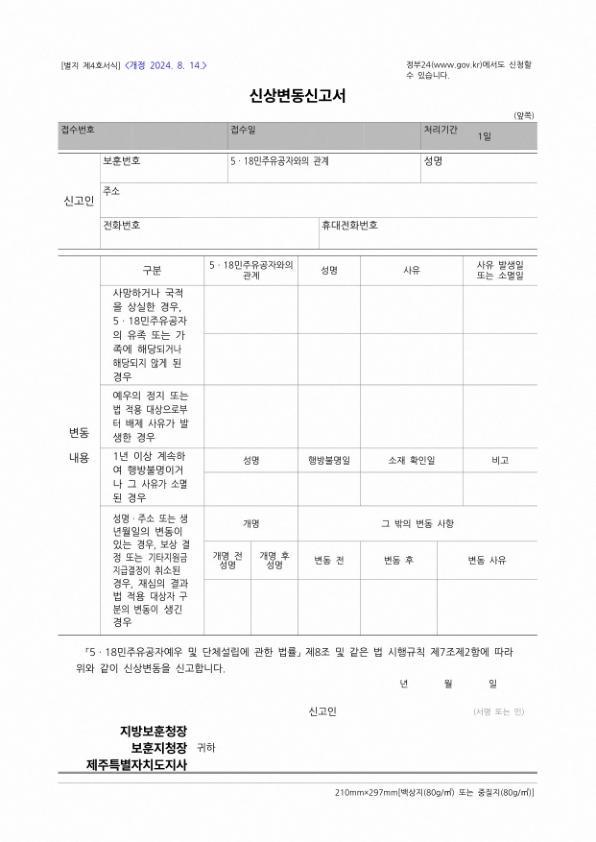 [별지 제4호서식] <개정 2024. 8. 14.>
정부24(www.gov.kr)에서도 신청할
수 있습니다.
신상변동신고서
(앞쪽)
접수번호 접수일 처리기간 1일
신고인
보훈번호 5ㆍ18민주유공자와의 관계 성명
주소
전화번호 휴대전화번호
변동
내용
구분 5ㆍ18민주유공자와의
관계 성명 사유 사유 발생일
또는 소멸일
사망하거나 국적
을 상실한 경우,
5ㆍ18민주유공자
의 유족 또는 가
족에 해당되거나
해당되지 않게 된
경우
예우의 정지 또는
법 적용 대상으로부
터 배제 사유가 발
생한 경우
1년 이상 계속하
여 행방불명이거
나 그 사유가 소멸
된 경우
성명 행방불명일 소재 확인일 비고
성명ㆍ주소 또는 생
년월일의 변동이
있는 경우, 보상 결
정 또는 기타지원금
지급결정이 취소된
경우, 재심의 결과
법 적용 대상자 구
분의 변동이 생긴
경우
개명 그 밖의 변동 사항
개명 전
성명
개명 후
성명
변동 전 변동 후 변동 사유
「5ㆍ18민주유공자예우 및 단체설립에 관한 법률」 제8조 및 같은 법 시행규칙 제7조제2항에 따라
위와 같이 신상변동을 신고합니다.
년 월 일
신고인 (서명 또는 인)
지방보훈청장
보훈지청장 귀하
제주특별자치도지사
210mm×297mm[백상지(80g/㎡) 또는 중질지(80g/㎡)]